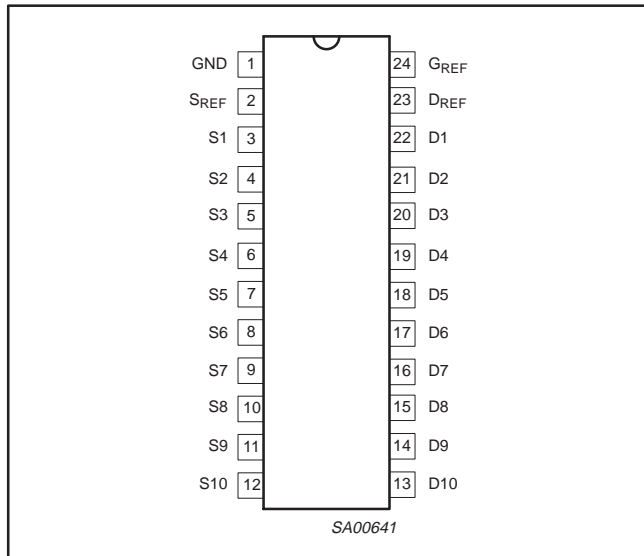 GND 1 24 GREF
SREF 2 23 DREF
S1 3 22 D1
S2 4 21 D2
S3 5 20 D3
S4 6 19 D4
S5 7 18 D5
S6 8 17 D6
S7 9 16 D7
S8 10 15 D8
S9 11 14 D9
S10 12 13 D10
SA00641